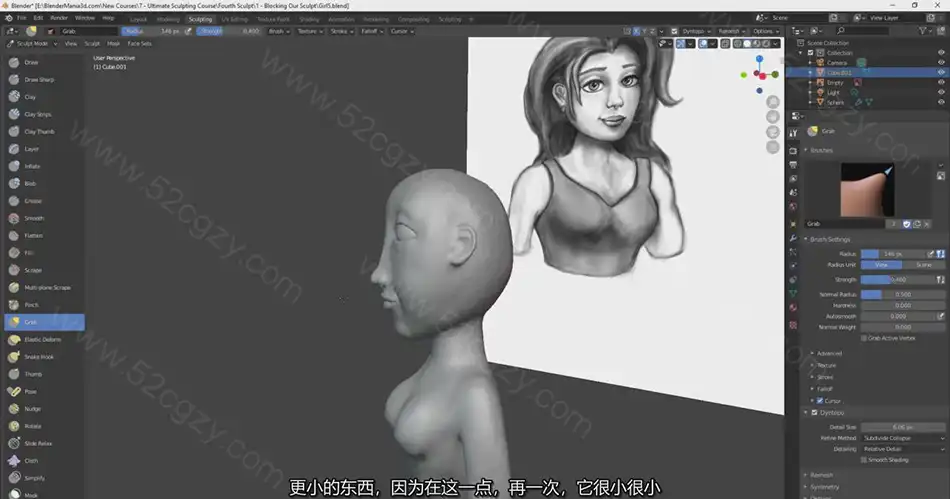 Blender* [E:\BlenderMania3d.com\New Courses\7 - Ultimate Sculpting Course\Fourth Sculpt\1 - Blocking Our Sculpt\Girl5.blend]
File Edit Render Window Help Layout Modeling Sculpting UV Editing Texture Paint Shading Animation Rendering Compositing Scripting Sculpting Scene View Layer
Grab Radius 146 px Strength 0.400 Brush Texture Stroke Falloff Cursor Dyntopo Remesh Options
Sculpt Mode View Sculpt Mask Face Sets
User Perspective
(1) Cube.001
Draw
Draw Sharp
Clay
Clay Strips
Clay Thumb
Layer
Inflate
Blob
Crease
Smooth
Flatten
Fill
Scrape
Multi-plane Scrape
Pinch
Grab
Elastic Deform
Snake Hook
Thumb
Pose
Nudge
Rotate
Slide Relax
Cloth
Simplify
Mask
Scene Collection
Collection
Camera
Cube.001
Empty
Light
Sphere
Grab
Brushes
Grab
Brush Settings
Radius 146 px
Radius Unit View Scene
Strength 0.400
Normal Radius 0.500
Hardness 0.000
Autosmooth 0.000
Normal Weight 0.000
Grab Active Vertex
Advanced
Texture
Stroke
Falloff
Cursor
Dyntopo
Detail Size 6.06 px
Refine Method Subdivide Collapse
Detailing Relative Detail
Smooth Shading
Remesh
Symmetry
www.52cgzy.com
更小的东西，因为在这一点，再一次，它很小很小